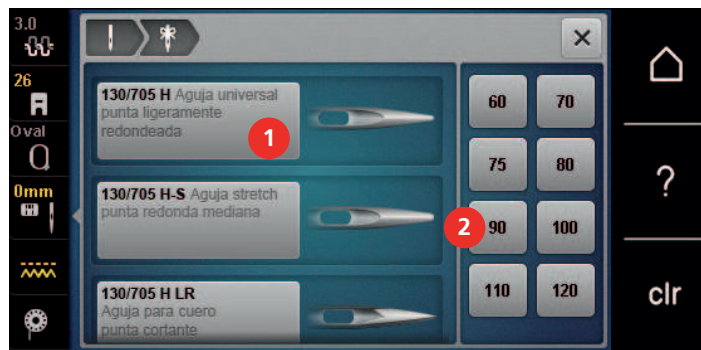 3.0
26
Oval
0mm
130/705 H Aguja universal
punta ligeramente
redondeada
1
130/705 H-S Aguja stretch
punta redonda mediana
130/705 H LR
Aguja para cuero
punta cortante
60 70
75 80
2
90 100
110 120
?
clr